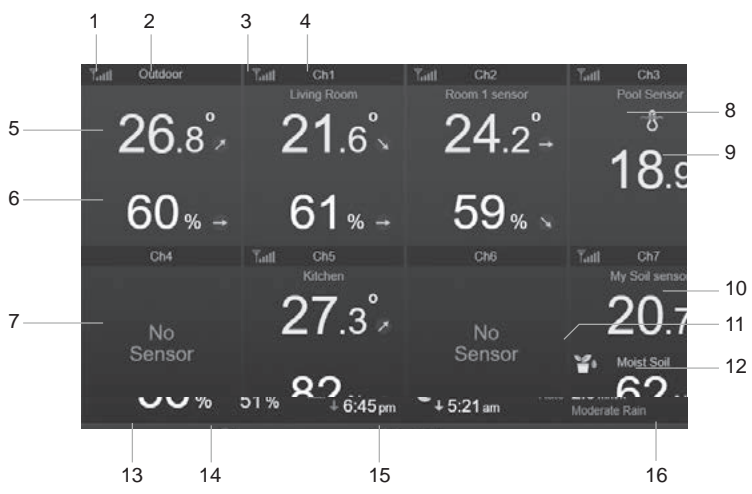 1 2 3 4
Outdoor Ch1 Ch2 Ch3
Living Room Room 1 sensor Pool Sensor
8
5 26.8° 21.6° 24.2°
9
18.9
6 60% 61% 59%
Ch4 Ch5 Ch6 Ch7
Kitchen My Soil senso
10
7 No Sensor 27.3° No Sensor 20.7
11
Moist Soil 12
82 62
% 51% 6:45pm 5:21am
Moderate Rain
13 14 15 16